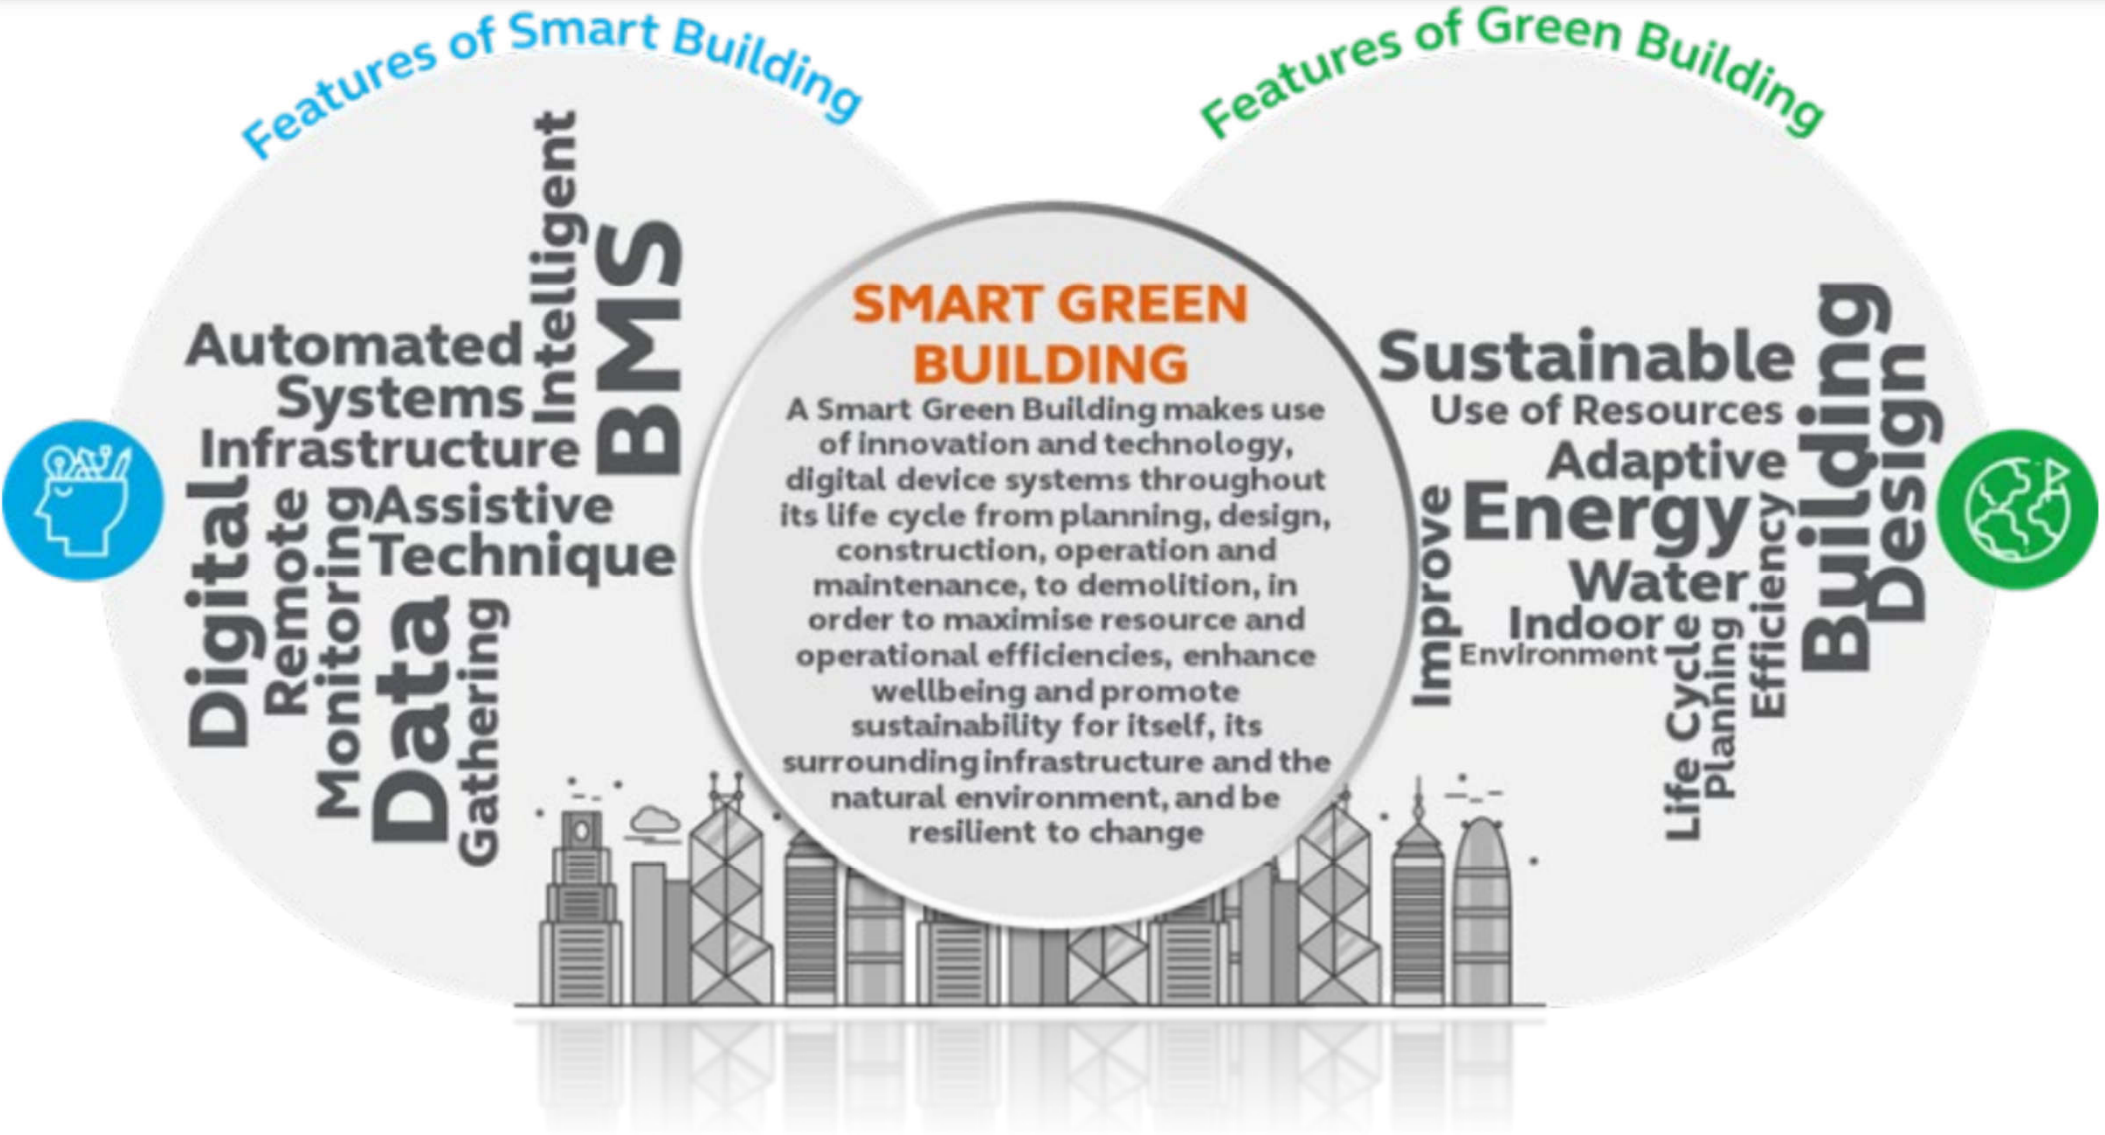 Features of Smart Building
Features of Green Building
Intelligent
BMS
Automated
Systems
Infrastructure
Digital
Remote
Monitoring
Assistive
Technique
Data
Gathering
SMART GREEN
BUILDING
A Smart Green Building makes use
of innovation and technology,
digital device systems throughout
its life cycle from planning, design,
construction, operation and
maintenance, to demolition, in
order to maximise resource and
operational efficiencies, enhance
wellbeing and promote
sustainability for itself, its
surrounding infrastructure and the
natural environment, and be
resilient to change
Sustainable
Use of Resources
Adaptive
Energy
Improve
Water
Indoor
Environment
Life Cycle
Planning
Efficiency
Building
Design